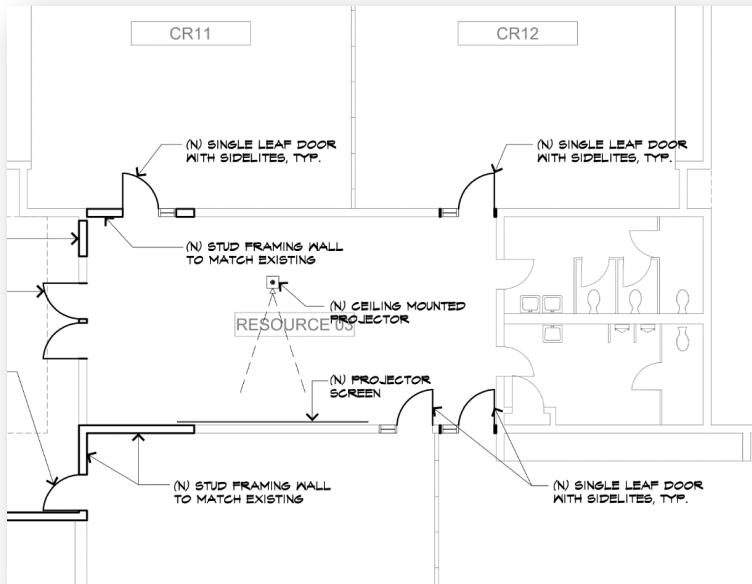 CR11
CR12
(N) SINGLE LEAF DOOR
WITH SIDELITES, TYP.
(N) SINGLE LEAF DOOR
WITH SIDELITES, TYP.
(N) STUD FRAMING WALL
TO MATCH EXISTING
(N) CEILING MOUNTED
PROJECTOR
RESOURCE 03
(N) PROJECTOR
SCREEN
(N) STUD FRAMING WALL
TO MATCH EXISTING
(N) SINGLE LEAF DOOR
WITH SIDELITES, TYP.